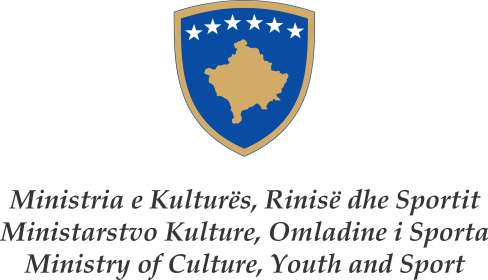 Ministria e Kulturës, Rinisë dhe Sportit
Ministarstvo Kulture, Omladine i Sporta
Ministry of Culture, Youth and Sport